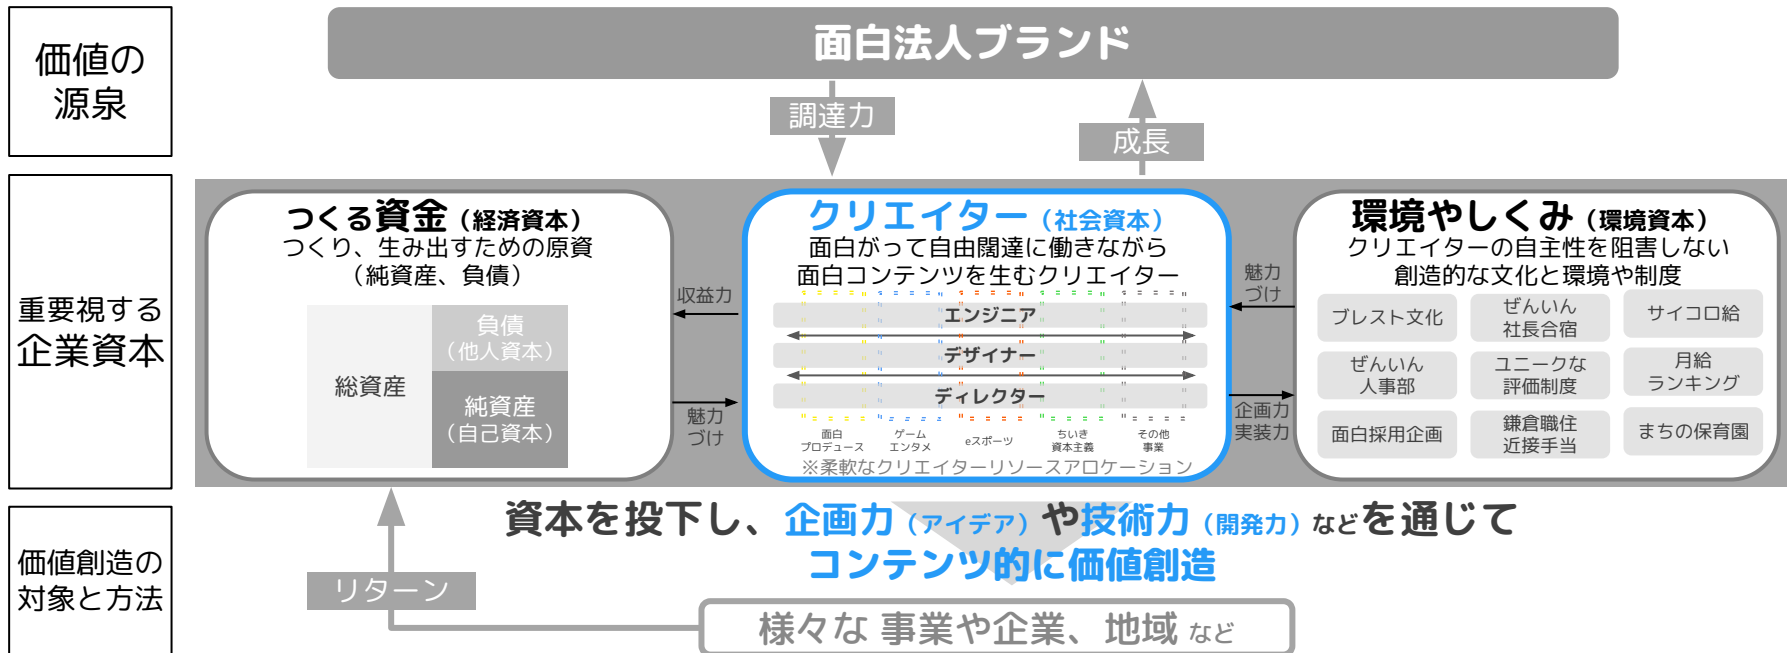 価値の
源泉
面白法人ブランド
調達力
成長
重要視する
企業資本
つくる資金（経済資本）
つくり、生み出すための原資
（純資産、負債）
総資産
負債
（他人資本）
純資産
（自己資本）
収益力
魅力
づけ
クリエイター（社会資本）
面白がって自由闊達に働きながら
面白コンテンツを生むクリエイター
エンジニア
デザイナー
ディレクター
面白
プロデュース
ゲーム
エンタメ
eスポーツ
ちいき
資本主義
その他
事業
※柔軟なクリエイターリソースアロケーション
魅力
づけ
企画力
実装力
環境やしくみ（環境資本）
クリエイターの自主性を阻害しない
創造的な文化と環境や制度
ブレスト文化
ぜんいん
社長合宿
サイコロ給
ぜんいん
人事部
ユニークな
評価制度
月給
ランキング
面白採用企画
鎌倉職住
近接手当
まちの保育園
価値創造の
対象と方法
資本を投下し、企画力（アイデア）や技術力（開発力）などを通じて
コンテンツ的に価値創造
リターン
様々な 事業や企業、地域 など